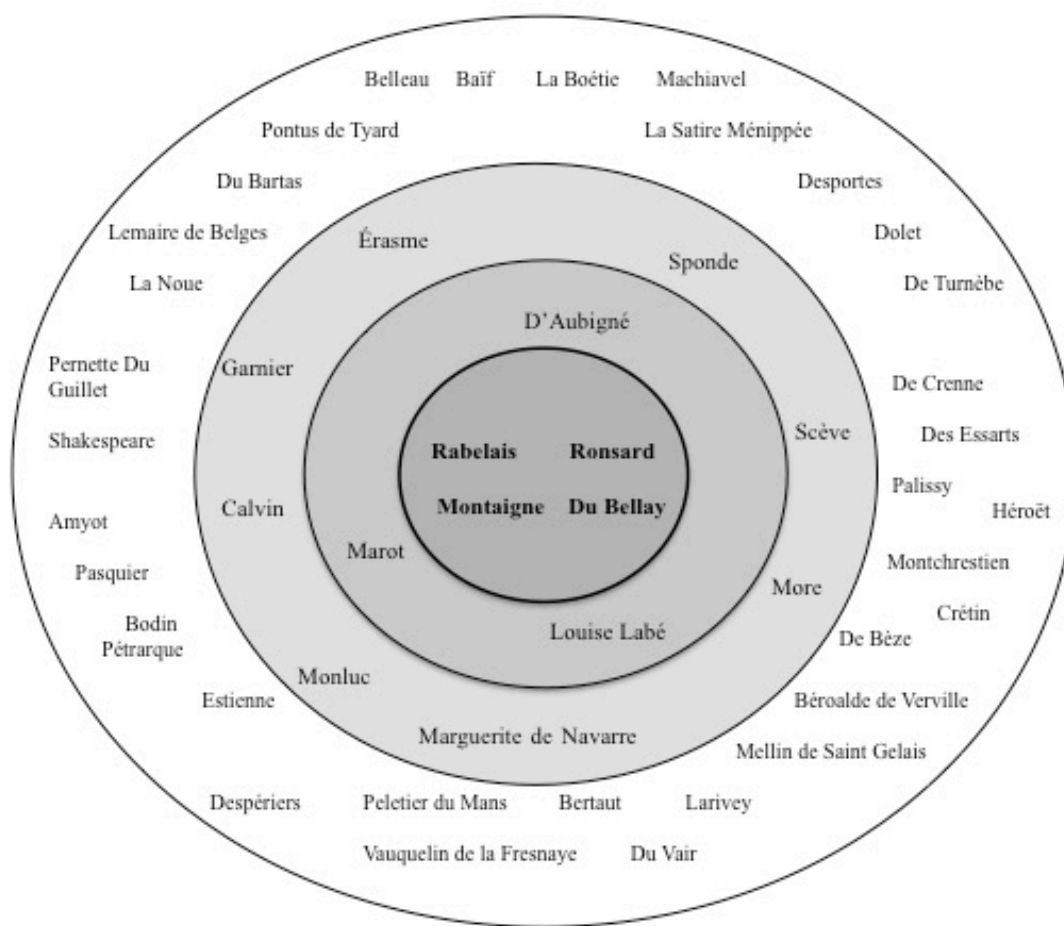 Belleau Baïf La Boétie Machiavel
Pontus de Tyard La Satire Ménippée
Du Bartas Desportes
Lemaire de Belges Érasme Dolet
Sponde
La Noue De Turnèbe
D'Aubigné
Pernette Du
Guillet
Garnier De Crenne
Shakespeare Rabelais Ronsard Scève Des Essarts
Palissy
Amyot Calvin Montaigne Du Bellay Héroët
Marot
Pasquier More Montchrestien
Bodin Crétin
Pétrarque Louise Labé De Bèze
Monluc
Estienne Béroalde de Verville
Marguerite de Navarre
Mellin de Saint Gelais
Despériers Peletier du Mans Bertaut Larivey
Vauquelin de la Fresnaye Du Vair